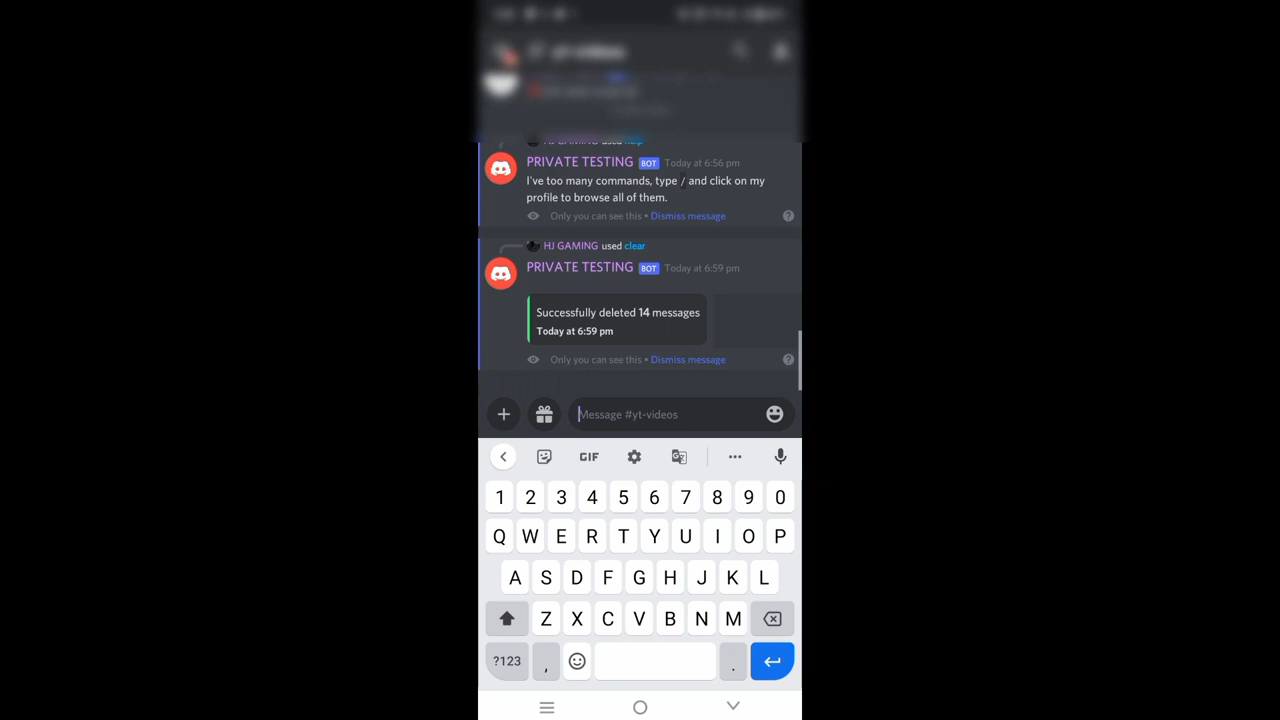 yt-videos
HJ GAMING used help
PRIVATE TESTING BOT Today at 6:56 pm
I've too many commands, type / and click on my
profile to browse all of them.
Only you can see this • Dismiss message
HJ GAMING used clear
PRIVATE TESTING BOT Today at 6:59 pm
Successfully deleted 14 messages
Today at 6:59 pm
Only you can see this • Dismiss message
Message #yt-videos
GIF
1 2 3 4 5 6 7 8 9 0
Q W E R T Y U I O P
A S D F G H J K L
Z X C V B N M
?123 , .